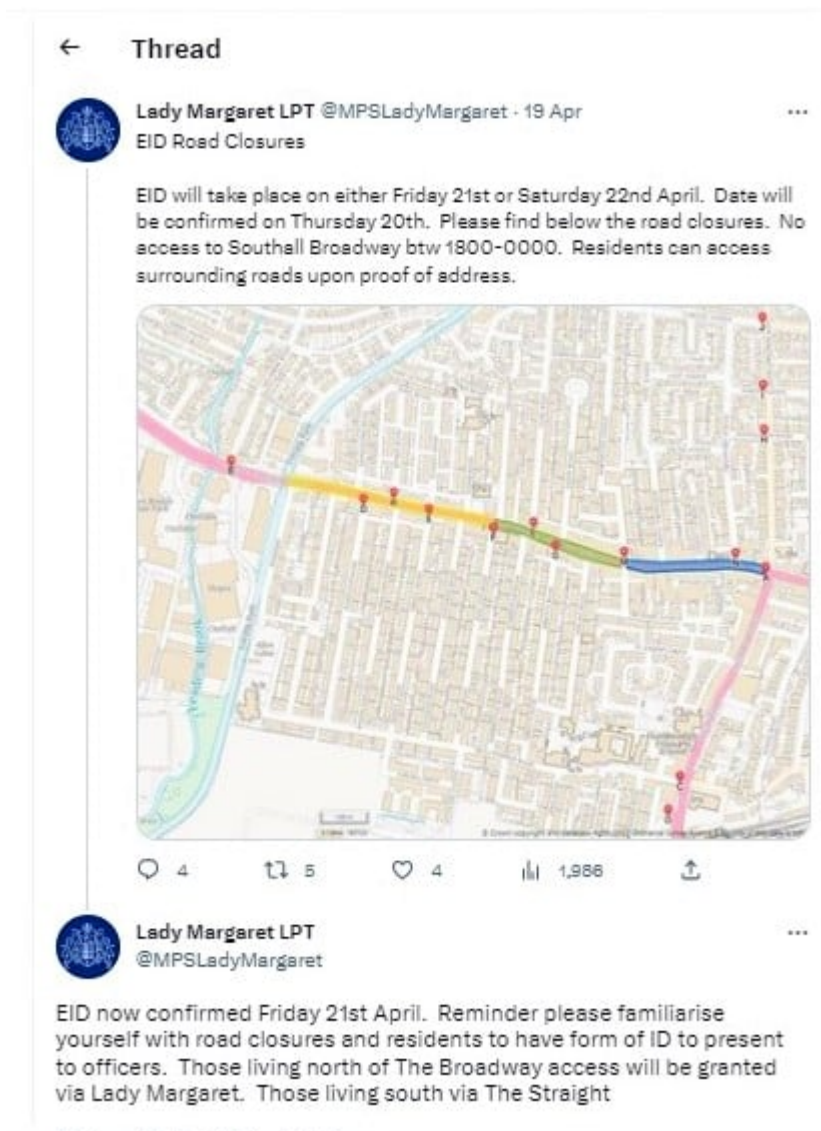 Thread
Lady Margaret LPT @MPSLadyMargaret · 19 Apr
EID Road Closures
EID will take place on either Friday 21st or Saturday 22nd April. Date will
be confirmed on Thursday 20th. Please find below the road closures. No
access to Southall Broadway btw 1800-0000. Residents can access
surrounding roads upon proof of address.
4 5 4 1,986
Lady Margaret LPT
@MPSLadyMargaret
EID now confirmed Friday 21st April. Reminder please familiarise
yourself with road closures and residents to have form of ID to present
to officers. Those living north of The Broadway access will be granted
via Lady Margaret. Those living south via The Straight